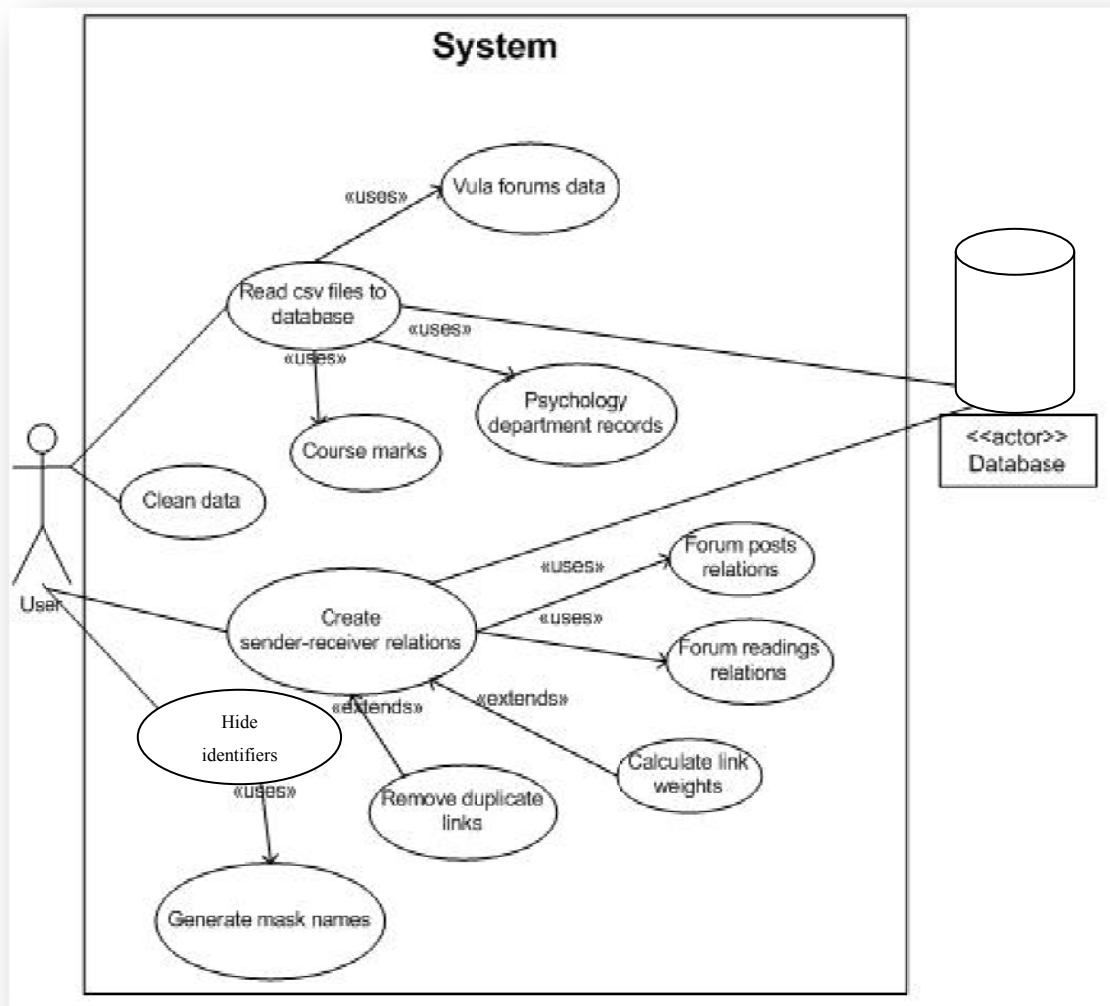 System
«uses»
Vula forums data
Read csv files to
database
«uses»
«uses»
Psychology
department records
Course marks
<<actor>>
Database
Clean data
«uses»
Forum posts
relations
User
Create
sender-receiver relations
«uses»
Forum readings
relations
«extends»
«extends»
Hide
identifiers
«uses»
Calculate link
weights
Remove duplicate
links
Generate mask names